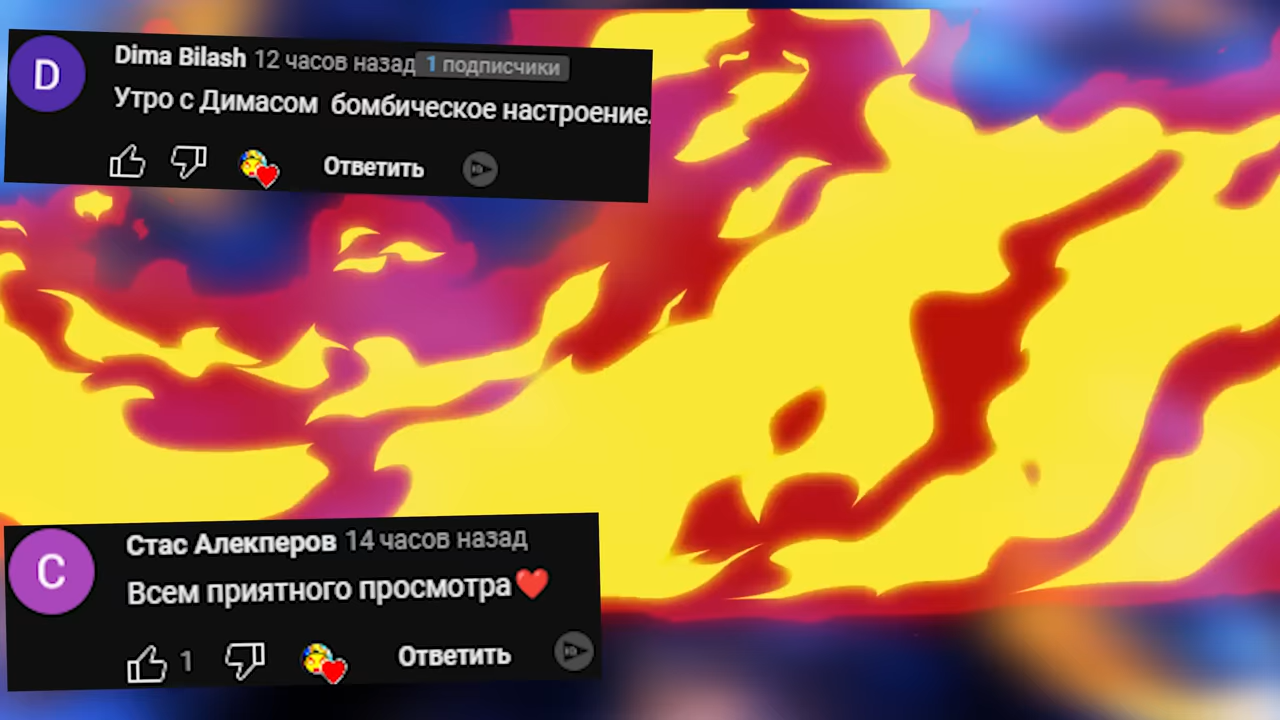 D
Dima Bilash 12 часов назад 1 подписчики
Утро с Димасом бомбическое настроение.
Ответить
С
Стас Алекперов 14 часов назад
Всем приятного просмотра❤️
1
Ответить